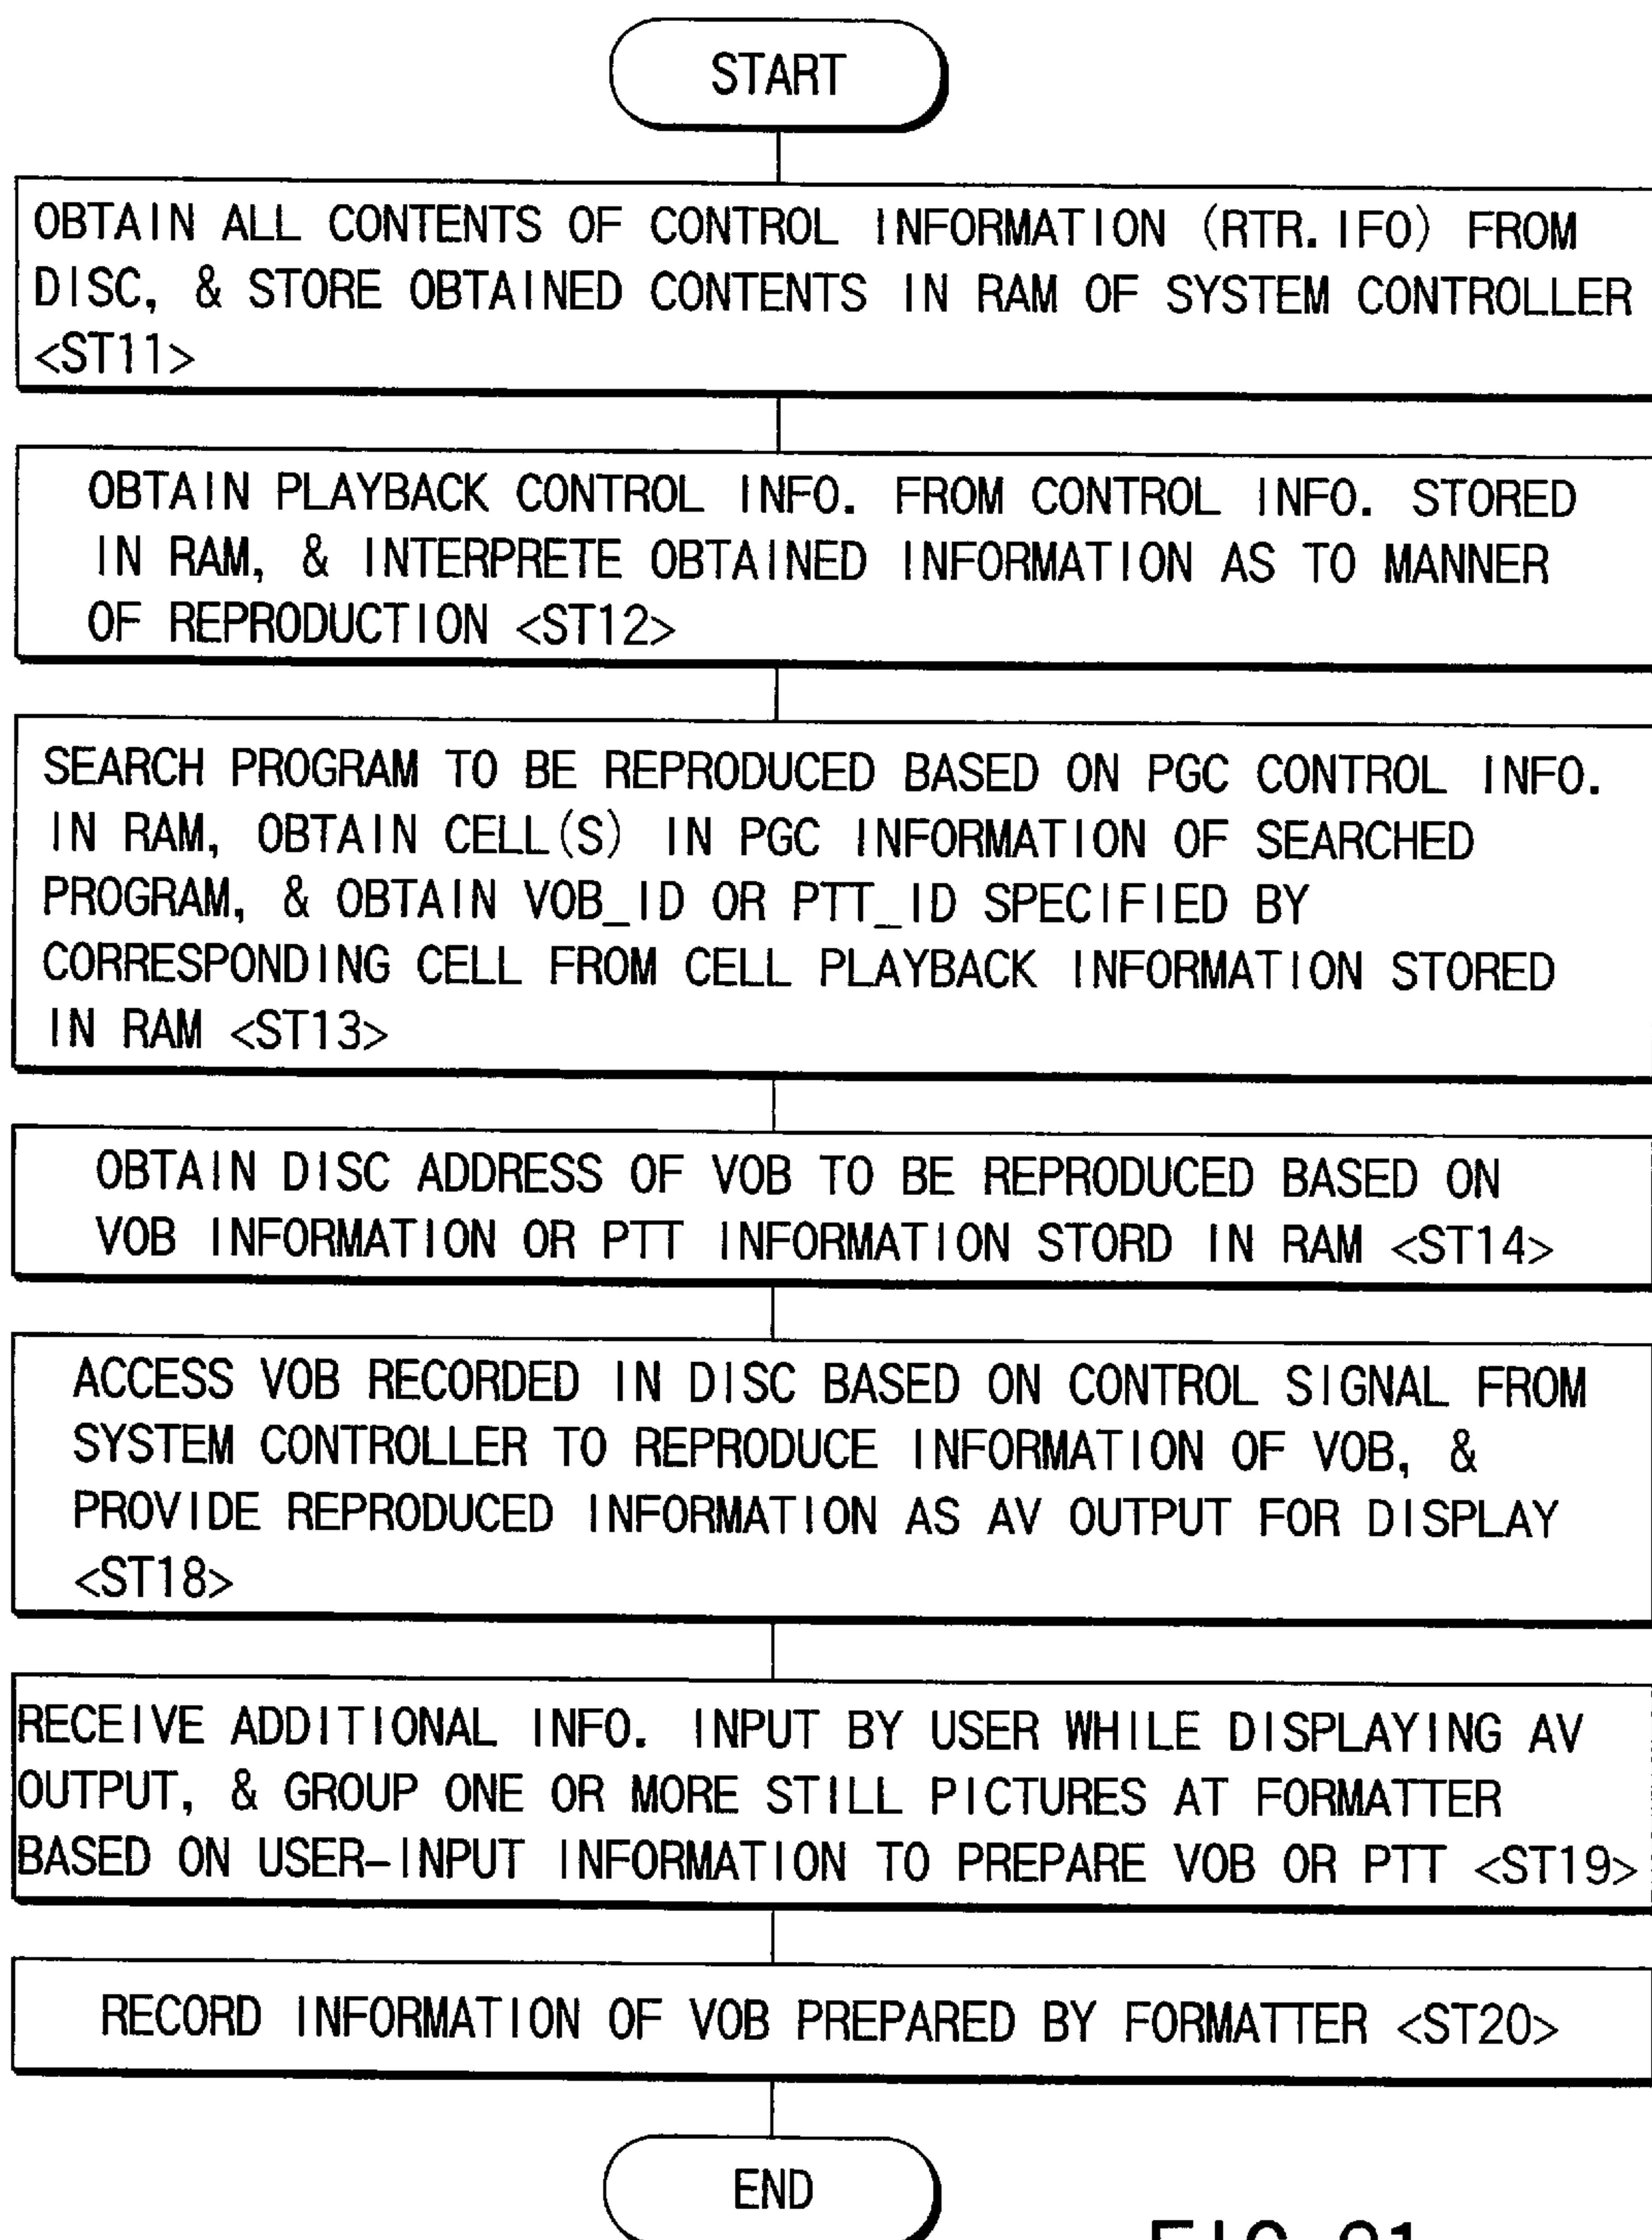 START
OBTAIN ALL CONTENTS OF CONTROL INFORMATION (RTR.IFO) FROM
DISC, & STORE OBTAINED CONTENTS IN RAM OF SYSTEM CONTROLLER
<ST11>
OBTAIN PLAYBACK CONTROL INFO. FROM CONTROL INFO. STORED
IN RAM, & INTERPRETE OBTAINED INFORMATION AS TO MANNER
OF REPRODUCTION <ST12>
SEARCH PROGRAM TO BE REPRODUCED BASED ON PGC CONTROL INFO.
IN RAM, OBTAIN CELL(S) IN PGC INFORMATION OF SEARCHED
PROGRAM, & OBTAIN VOB_ID OR PTT_ID SPECIFIED BY
CORRESPONDING CELL FROM CELL PLAYBACK INFORMATION STORED
IN RAM <ST13>
OBTAIN DISC ADDRESS OF VOB TO BE REPRODUCED BASED ON
VOB INFORMATION OR PTT INFORMATION STORD IN RAM <ST14>
ACCESS VOB RECORDED IN DISC BASED ON CONTROL SIGNAL FROM
SYSTEM CONTROLLER TO REPRODUCE INFORMATION OF VOB, &
PROVIDE REPRODUCED INFORMATION AS AV OUTPUT FOR DISPLAY
<ST18>
RECEIVE ADDITIONAL INFO. INPUT BY USER WHILE DISPLAYING AV
OUTPUT, & GROUP ONE OR MORE STILL PICTURES AT FORMATTER
BASED ON USER-INPUT INFORMATION TO PREPARE VOB OR PTT <ST19>
RECORD INFORMATION OF VOB PREPARED BY FORMATTER <ST20>
END